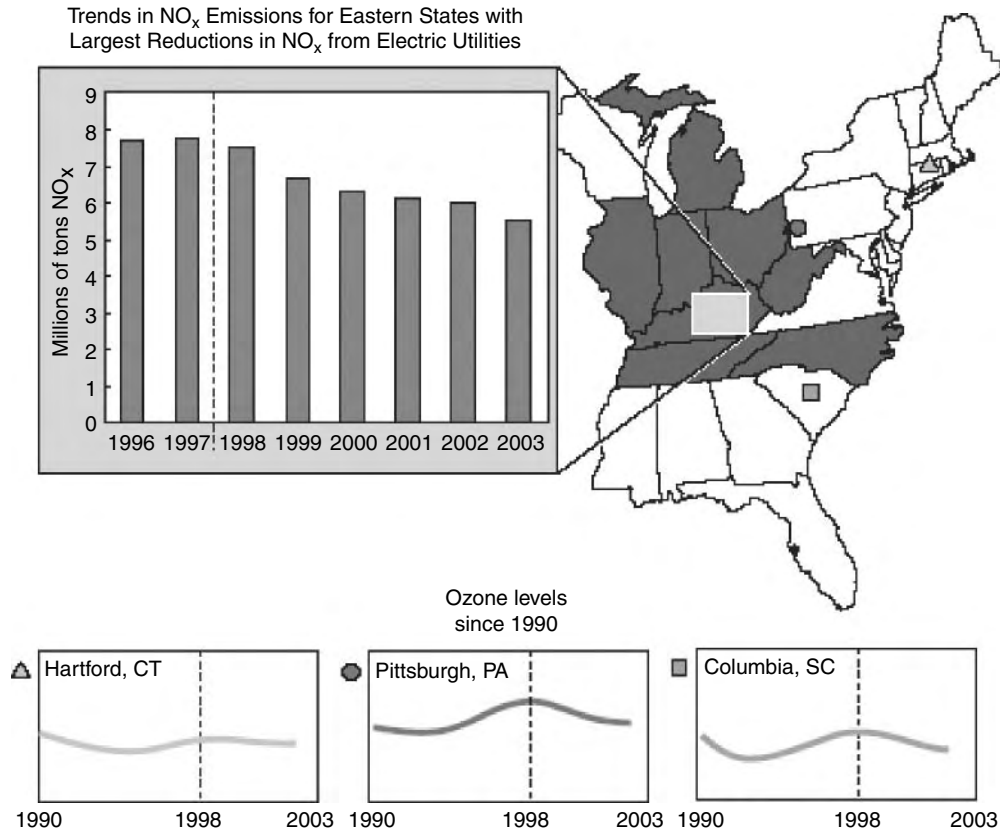 Trends in NOx Emissions for Eastern States with
Largest Reductions in NOx from Electric Utilities
Millions of tons NOX
9
8
7
6
5
4
3
2
1
0
1996 1997 1998 1999 2000 2001 2002 2003
Ozone levels
since 1990
Hartford, CT
1990 1998 2003
Pittsburgh, PA
1990 1998 2003
Columbia, SC
1990 1998 2003